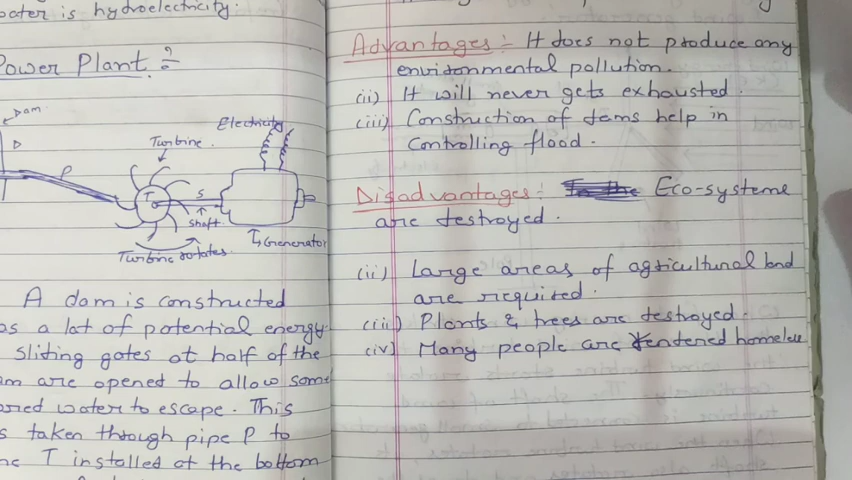 water is hydroelectricity.
Power Plant :-
Dam
D
P
Turbine
T
S
shaft
Electricity
Generator
Turbine rotates.
A dam is constructed
as a lot of potential energy.
sliding gates at half of the
are opened to allow some
water to escape. This
taken through pipe P to
T installed at the bottom
Advantages :- It does not produce any
environmental pollution.
(ii) It will never gets exhausted.
(iii) Construction of dams help in
controlling flood.
Disadvantages :- Eco-systeme
are destroyed.
(ii) Large areas of agricultural land
are required.
(iii) Plants & trees are destroyed.
(iv) Many people are rendered homeless